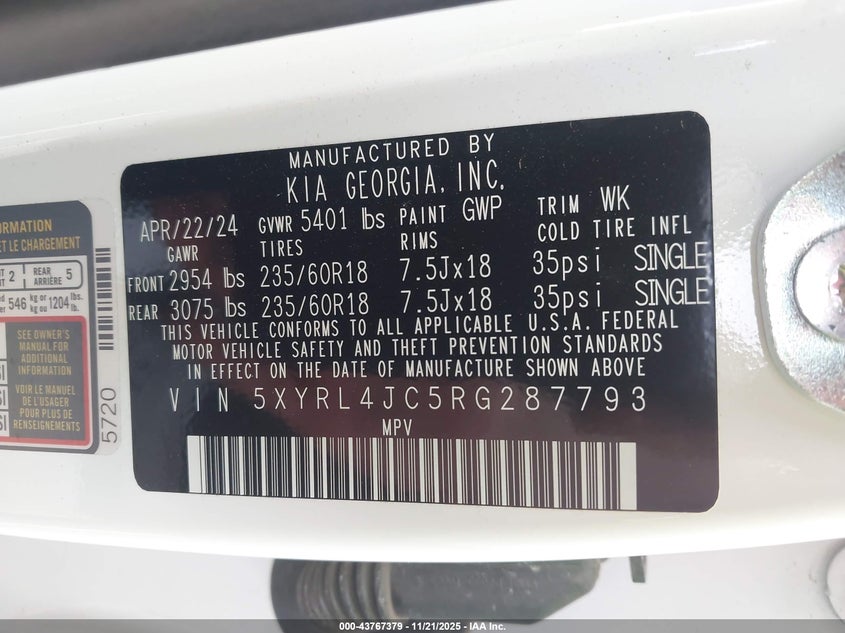 MANUFACTURED BY
KIA GEORGIA, INC.
APR/22/24 GVWR 5401 lbs PAINT GWP TRIM WK
GAWR TIRES RIMS COLD TIRE INFL
FRONT 2954 lbs 235/60R18 7.5Jx18 35psi SINGLE
REAR 3075 lbs 235/60R18 7.5Jx18 35psi SINGLE
THIS VEHICLE CONFORMS TO ALL APPLICABLE U.S.A. FEDERAL
MOTOR VEHICLE SAFETY AND THEFT PREVENTION STANDARDS
IN EFFECT ON THE DATE OF MANUFACTURE SHOWN ABOVE
VIN 5XYRL4JC5RG287793
MPV
ET LE CHARGEMENT
2 REAR ARRIÈRE 5
546 kg or kg ou 1204 lbs. lb.
SEE OWNER'S
MANUAL FOR
ADDITIONAL
INFORMATION
VOIR LE MANUEL
DE L'USAGER
POUR PLUS DE
RENSEIGNEMENTS
5720
000-43767379 - 11/21/2025 - IAA Inc.